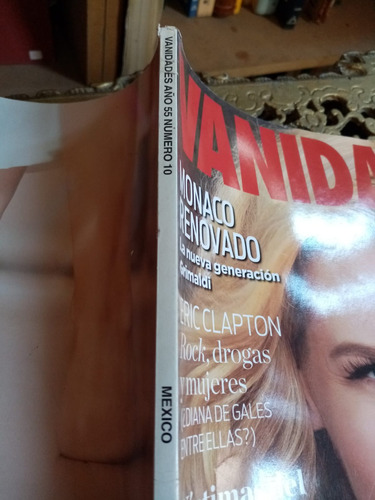 VANIDADES AÑO 55 NÚMERO 10
MEXICO
VANIDA
MONACO
RENOVADO
La nueva generación
Grimaldi
ERIC CLAPTON
Rock, drogas
y mujeres
(¿DIANA DE GALES
ENTRE ELLAS?)